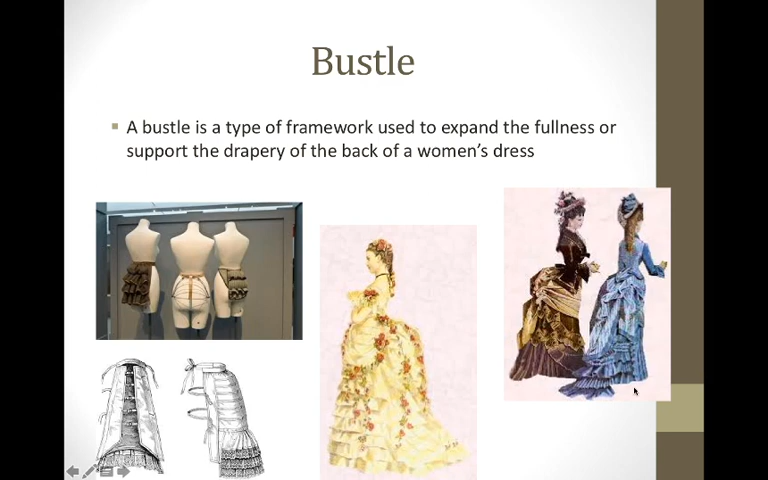 Bustle
A bustle is a type of framework used to expand the fullness or
support the drapery of the back of a women’s dress